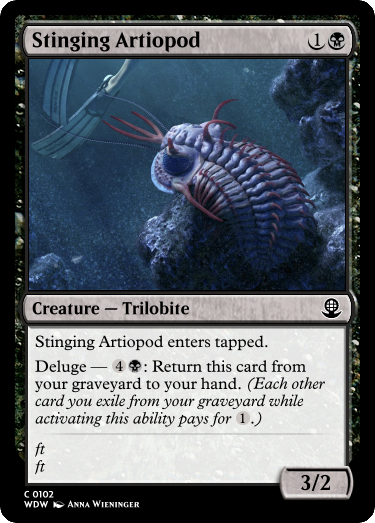 Stinging Artiopod 1
Creature — Trilobite
Stinging Artiopod enters tapped.
Deluge — 4: Return this card from
your graveyard to your hand. (Each other
card you exile from your graveyard while
activating this ability pays for 1.)
ft
ft
3/2
C 0102
WDW Anna Wieninger